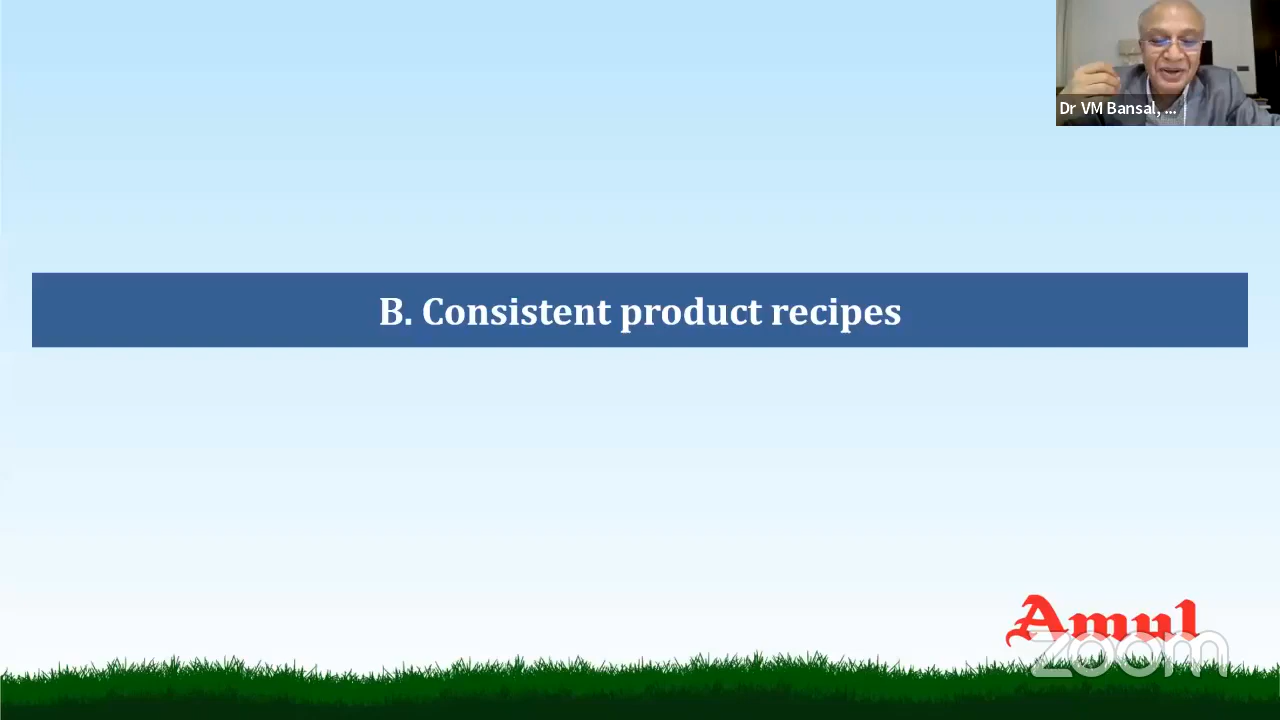 Dr VM Bansal, ...
B. Consistent product recipes
Amul
zoom